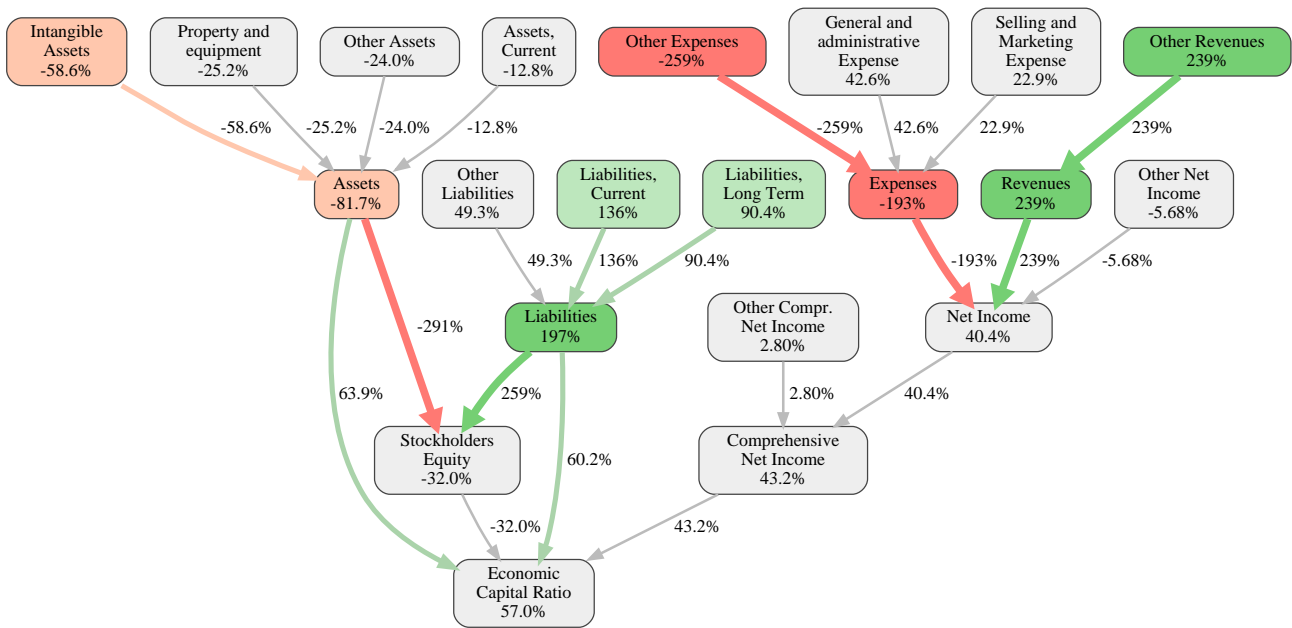 Intangible
Assets
-58.6%
Property and
equipment
-25.2%
Other Assets
-24.0%
Assets,
Current
-12.8%
Other Expenses
-259%
General and
administrative
Expense
42.6%
Selling and
Marketing
Expense
22.9%
Other Revenues
239%
-58.6%
-25.2%
-24.0%
-12.8%
-259%
42.6%
22.9%
239%
Assets
-81.7%
Other
Liabilities
49.3%
Liabilities,
Current
136%
Liabilities,
Long Term
90.4%
Expenses
-193%
Revenues
239%
Other Net
Income
-5.68%
49.3%
136%
90.4%
-193%
239%
-5.68%
Liabilities
197%
Other Compr.
Net Income
2.80%
Net Income
40.4%
-291%
63.9%
259%
2.80%
40.4%
Stockholders
Equity
-32.0%
60.2%
Comprehensive
Net Income
43.2%
-32.0%
43.2%
Economic
Capital Ratio
57.0%